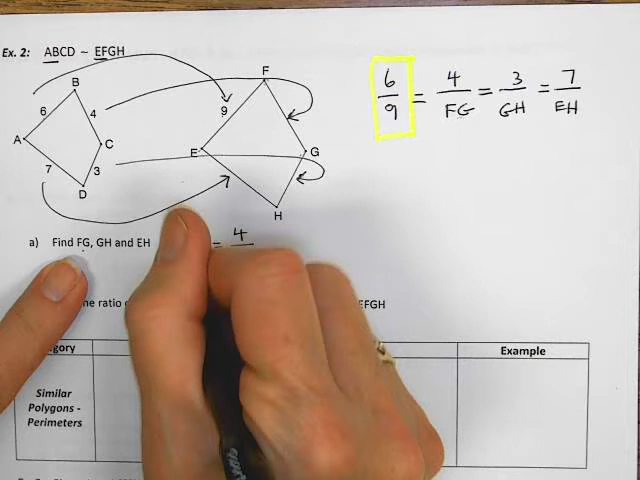 Ex. 2: ABCD ~ EFGH
B
6
4
A
C
7
3
D
F
9
E
G
H
6/9 = 4/FG = 3/GH = 7/EH
a) Find FG, GH and EH
= 4
ratio
EFGH
Example
Similar
Polygons -
Perimeters